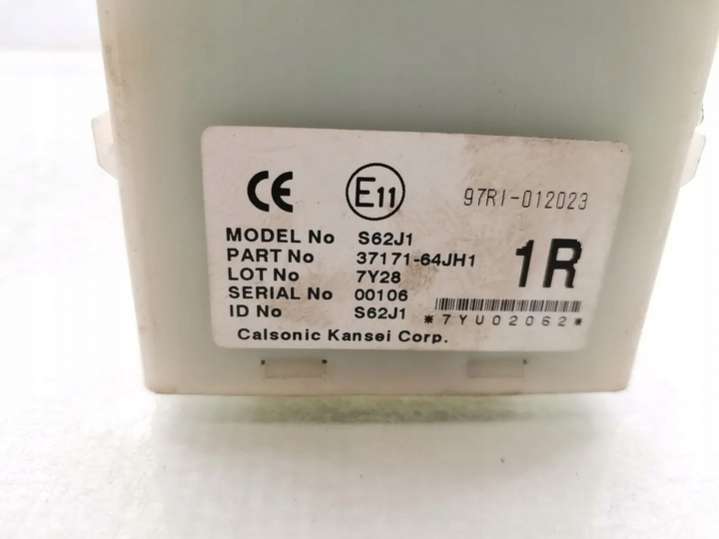 CE E11 97RI-012023
MODEL No S62J1
PART No 37171-64JH1
LOT No 7Y28
SERIAL No 00106
ID No S62J1
1R
*7YU02062*
Calsonic Kansei Corp.